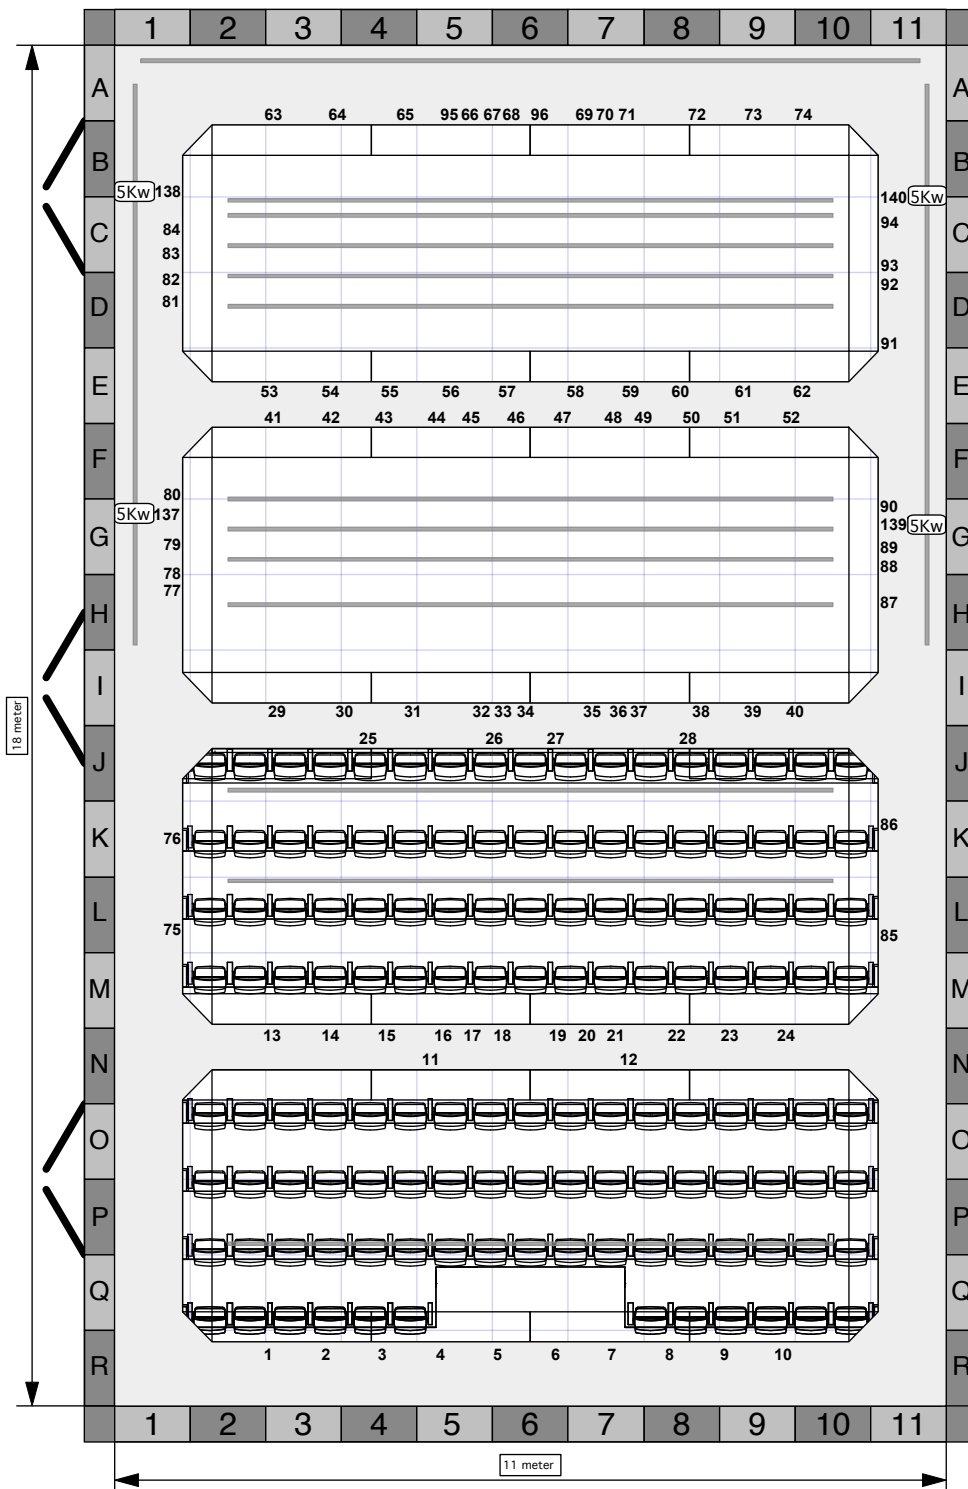 1 2 3 4 5 6 7 8 9 10 11
A A
63 64 65 95 66 67 68 96 69 70 71 72 73 74
B B
5Kw 138 140 5Kw
84 94
C C
83 93
82 92
81
D D
91
E E
53 54 55 56 57 58 59 60 61 62
41 42 43 44 45 46 47 48 49 50 51 52
F F
80 90
5Kw 137 139 5Kw
G G
79 89
78 88
77 87
H H
I I
29 30 31 32 33 34 35 36 37 38 39 40
18 meter
25 26 27 28
J J
76 86
K K
L L
75 85
M M
13 14 15 16 17 18 19 20 21 22 23 24
N N
11 12
O O
P P
Q Q
1 2 3 4 5 6 7 8 9 10
R R
1 2 3 4 5 6 7 8 9 10 11
11 meter